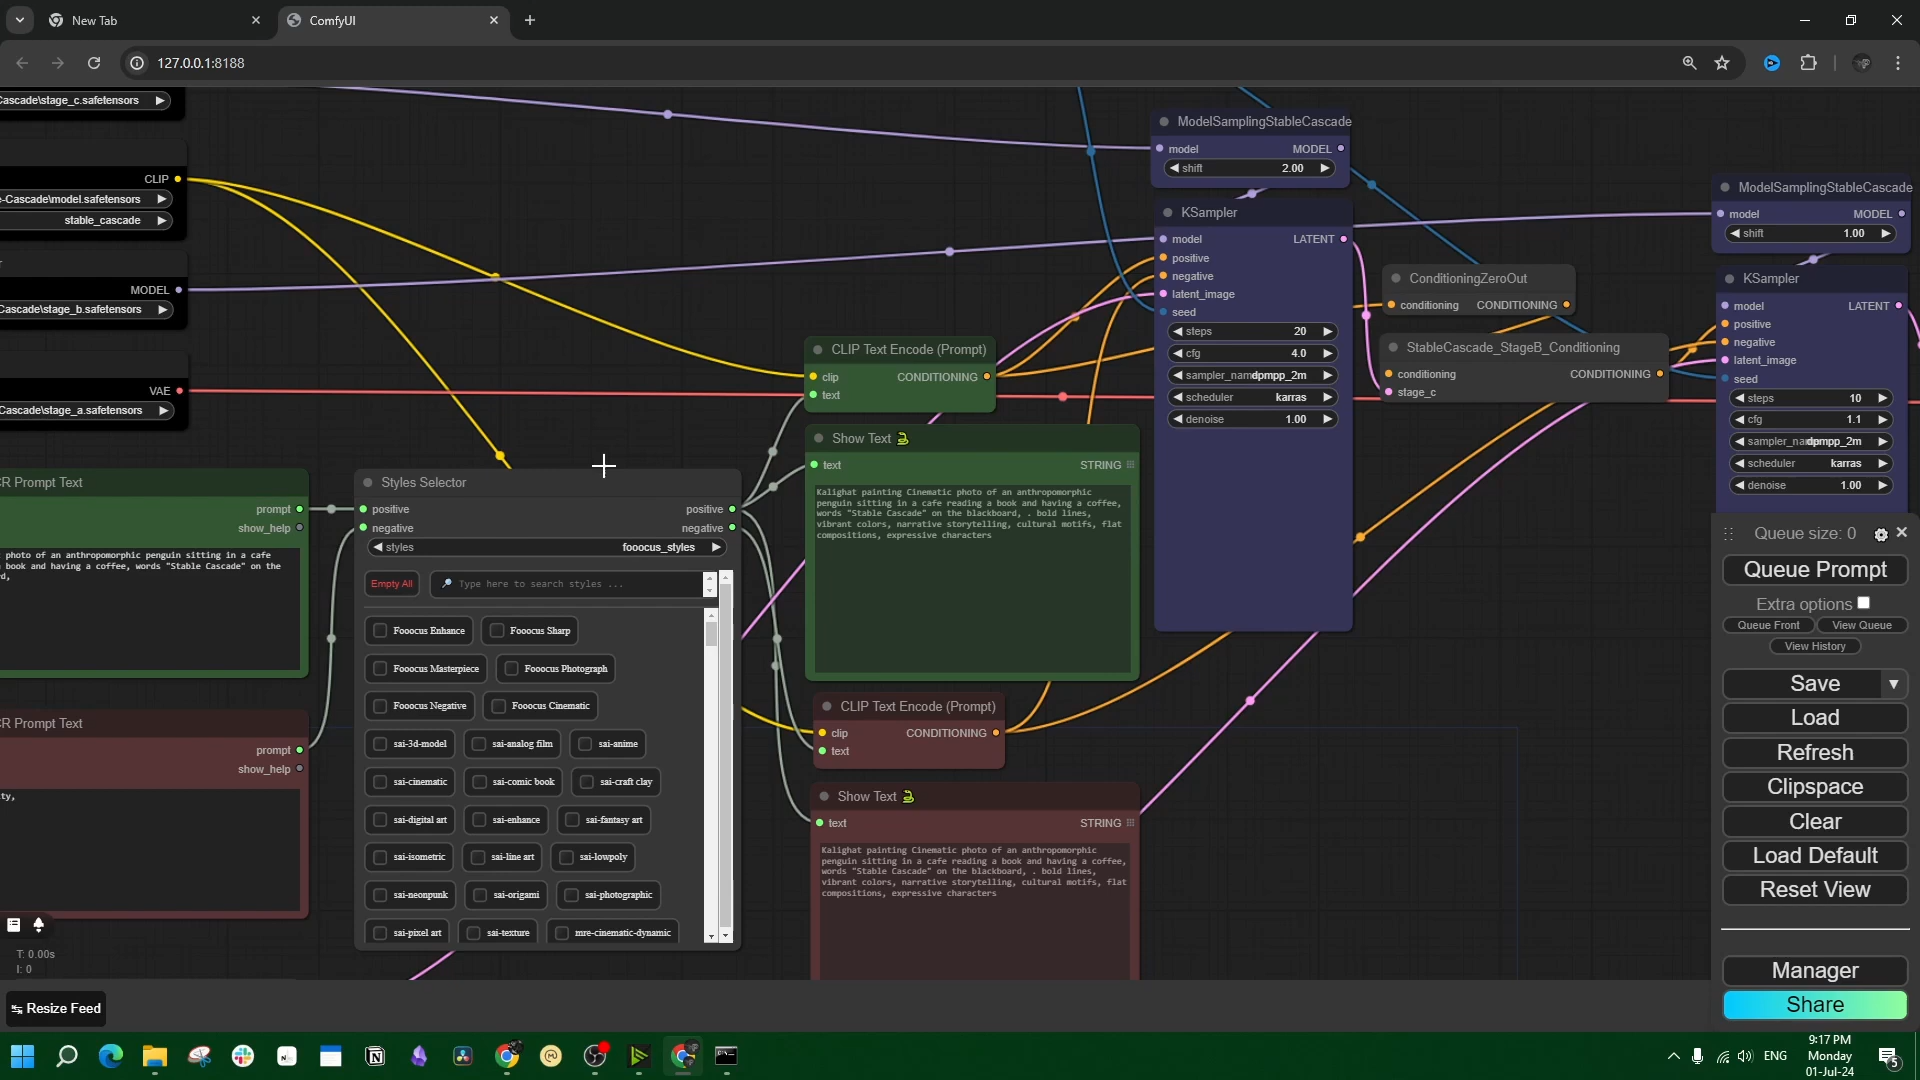 New Tab
ComfyUI
127.0.0.1:8188
ascade\stage_c.safetensors
CLIP
e-Cascade\model.safetensors
stable_cascade
MODEL
Cascade\stage_b.safetensors
VAE
Cascade\stage_a.safetensors
CR Prompt Text
prompt
show_help
photo of an anthropomorphic penguin sitting in a cafe
book and having a coffee, words "Stable Cascade" on the
d,
CR Prompt Text
prompt
show_help
ty,
T: 0.00s
I: 0
Resize Feed
Styles Selector
positive positive
negative negative
styles fooocus_styles
Empty All
Type here to search styles ...
Fooocus Enhance Fooocus Sharp
Fooocus Masterpiece Fooocus Photograph
Fooocus Negative Fooocus Cinematic
sai-3d-model sai-analog film sai-anime
sai-cinematic sai-comic book sai-craft clay
sai-digital art sai-enhance sai-fantasy art
sai-isometric sai-line art sai-lowpoly
sai-neonpunk sai-origami sai-photographic
sai-pixel art sai-texture mre-cinematic-dynamic
CLIP Text Encode (Prompt)
clip CONDITIONING
text
Show Text
text STRING
Kalighat painting Cinematic photo of an anthropomorphic
penguin sitting in a cafe reading a book and having a coffee,
words "Stable Cascade" on the blackboard, . bold lines,
vibrant colors, narrative storytelling, cultural motifs, flat
compositions, expressive characters
CLIP Text Encode (Prompt)
clip CONDITIONING
text
Show Text
text STRING
Kalighat painting Cinematic photo of an anthropomorphic
penguin sitting in a cafe reading a book and having a coffee,
words "Stable Cascade" on the blackboard, . bold lines,
vibrant colors, narrative storytelling, cultural motifs, flat
compositions, expressive characters
ModelSamplingStableCascade
model MODEL
shift 2.00
KSampler
model LATENT
positive
negative
latent_image
seed
steps 20
cfg 4.0
sampler_nam dpmpp_2m
scheduler karras
denoise 1.00
ConditioningZeroOut
conditioning CONDITIONING
StableCascade_StageB_Conditioning
conditioning CONDITIONING
stage_c
ModelSamplingStableCascade
model MODEL
shift 1.00
KSampler
model LATENT
positive
negative
latent_image
seed
steps 10
cfg 1.1
sampler_nam dpmpp_2m
scheduler karras
denoise 1.00
Queue size: 0
Queue Prompt
Extra options
Queue Front View Queue
View History
Save
Load
Refresh
Clipspace
Clear
Load Default
Reset View
Manager
Share
ENG
9:17 PM
Monday
01-Jul-24
5